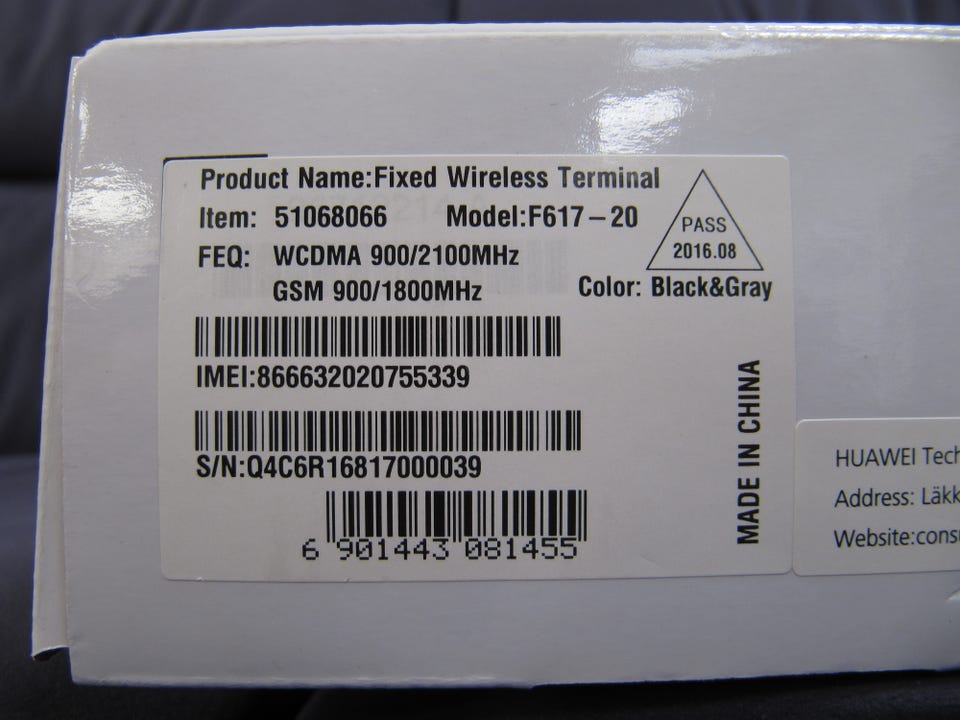 Product Name:Fixed Wireless Terminal
Item: 51068066 Model:F617-20
PASS
2016.08
FEQ: WCDMA 900/2100MHz
GSM 900/1800MHz
Color: Black&Gray
IMEI:866632020755339
S/N:Q4C6R16817000039
6 901443 081455
MADE IN CHINA
HUAWEI Tech
Address: Läkk
Website:consu